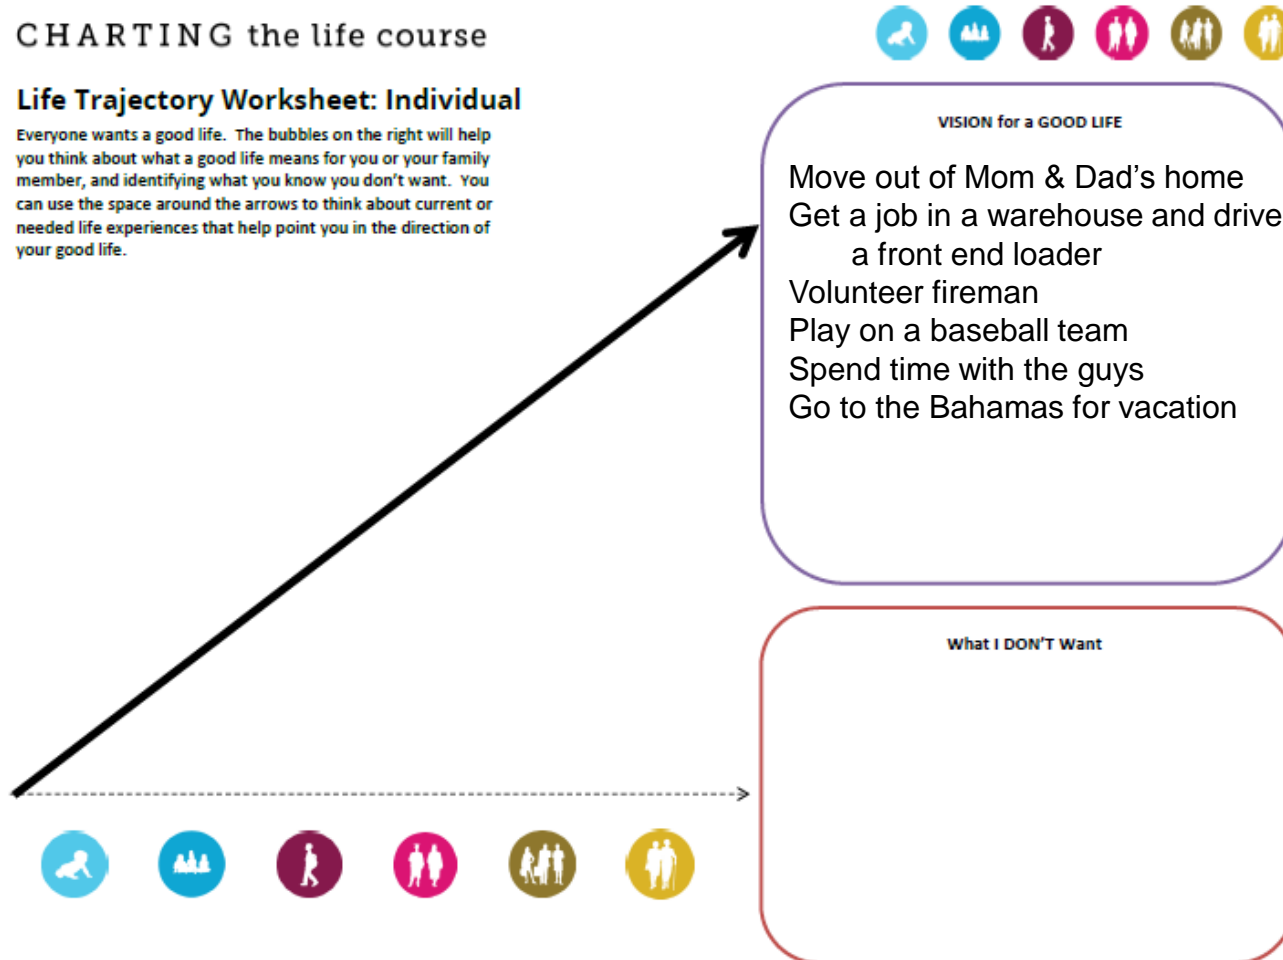 CHARTING the life course
Life Trajectory Worksheet: Individual
Everyone wants a good life. The bubbles on the right will help
you think about what a good life means for you or your family
member, and identifying what you know you don't want. You
can use the space around the arrows to think about current or
needed life experiences that help point you in the direction of
your good life.
VISION for a GOOD LIFE
Move out of Mom & Dad's home
Get a job in a warehouse and drive
a front end loader
Volunteer fireman
Play on a baseball team
Spend time with the guys
Go to the Bahamas for vacation
What I DON'T Want